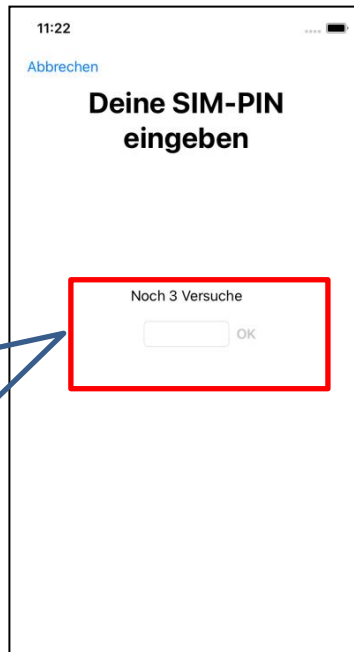 11:22
Abbrechen
Deine SIM-PIN
eingeben
Noch 3 Versuche
OK